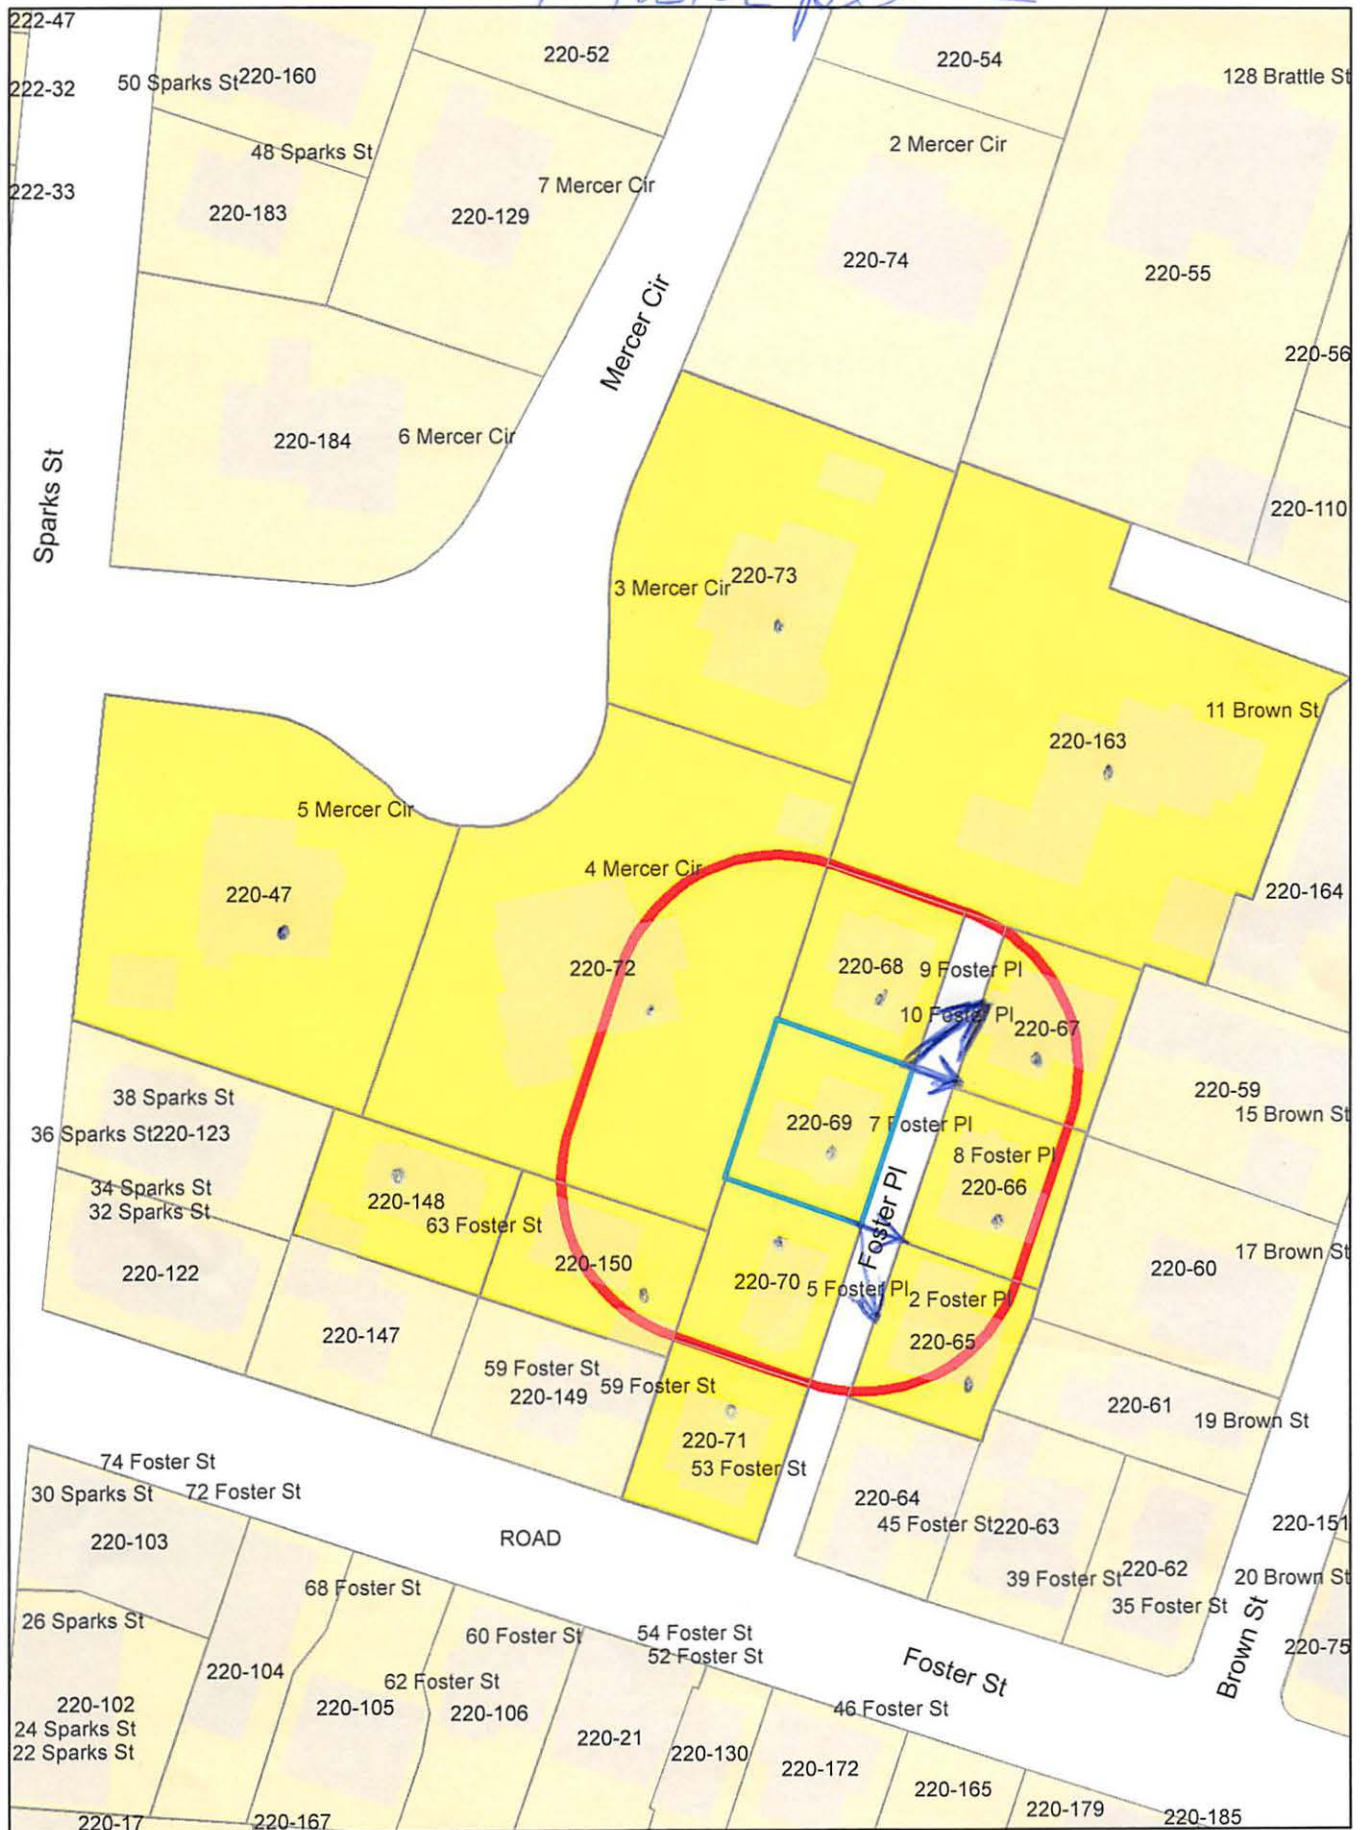 222-47
220-52
220-54
50 Sparks St
220-160
128 Brattle St
222-32
48 Sparks St
2 Mercer Cir
222-33
7 Mercer Cir
220-183
220-129
220-74
220-55
Mercer Cir
220-56
220-184
6 Mercer Cir
Sparks St
220-110
3 Mercer Cir
220-73
11 Brown St
220-163
5 Mercer Cir
4 Mercer Cir
220-47
220-164
220-72
220-68
9 Foster Pl
10 Foster Pl
220-67
38 Sparks St
220-59
15 Brown St
36 Sparks St
220-123
220-69
7 Foster Pl
8 Foster Pl
34 Sparks St
220-148
220-66
32 Sparks St
63 Foster St
Foster Pl
220-122
220-150
220-70
5 Foster Pl
2 Foster Pl
220-60
17 Brown St
220-147
220-65
59 Foster St
220-149
59 Foster St
220-61
19 Brown St
220-71
53 Foster St
74 Foster St
30 Sparks St
72 Foster St
220-64
45 Foster St
220-63
220-151
220-103
ROAD
39 Foster St
220-62
20 Brown St
68 Foster St
35 Foster St
26 Sparks St
60 Foster St
54 Foster St
52 Foster St
220-75
220-104
62 Foster St
Foster St
Brown St
220-102
220-105
220-106
46 Foster St
24 Sparks St
22 Sparks St
220-21
220-130
220-172
220-165
220-179
220-185
220-17
220-167